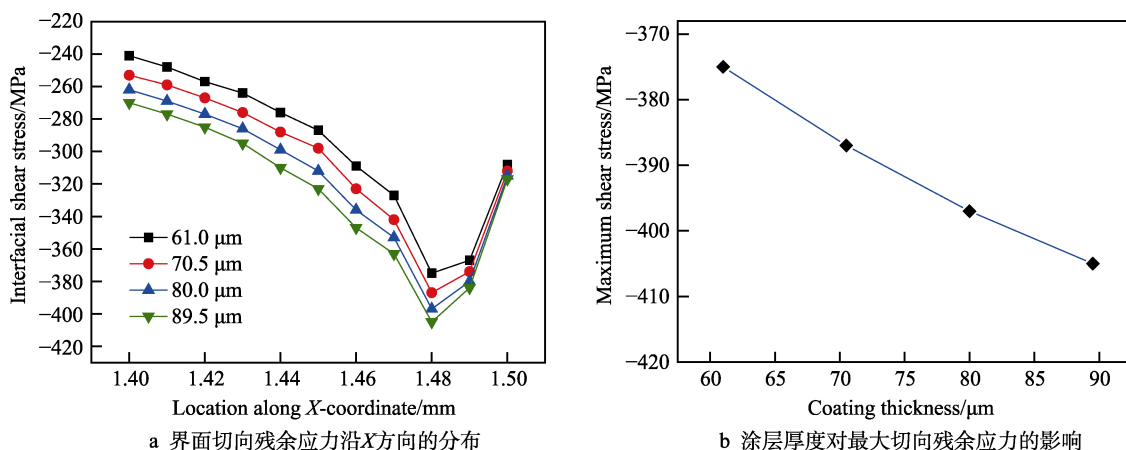 −220
−240
−260
−280
−300
−320
−340
−360
−380
−400
−420
Interfacial shear stress/MPa
61.0 μm
70.5 μm
80.0 μm
89.5 μm
1.40 1.42 1.44 1.46 1.48 1.50
Location along X-coordinate/mm
a 界面切向残余应力沿X方向的分布
−370
−380
−390
−400
−410
−420
Maximum shear stress/MPa
60 65 70 75 80 85 90
Coating thickness/μm
b 涂层厚度对最大切向残余应力的影响